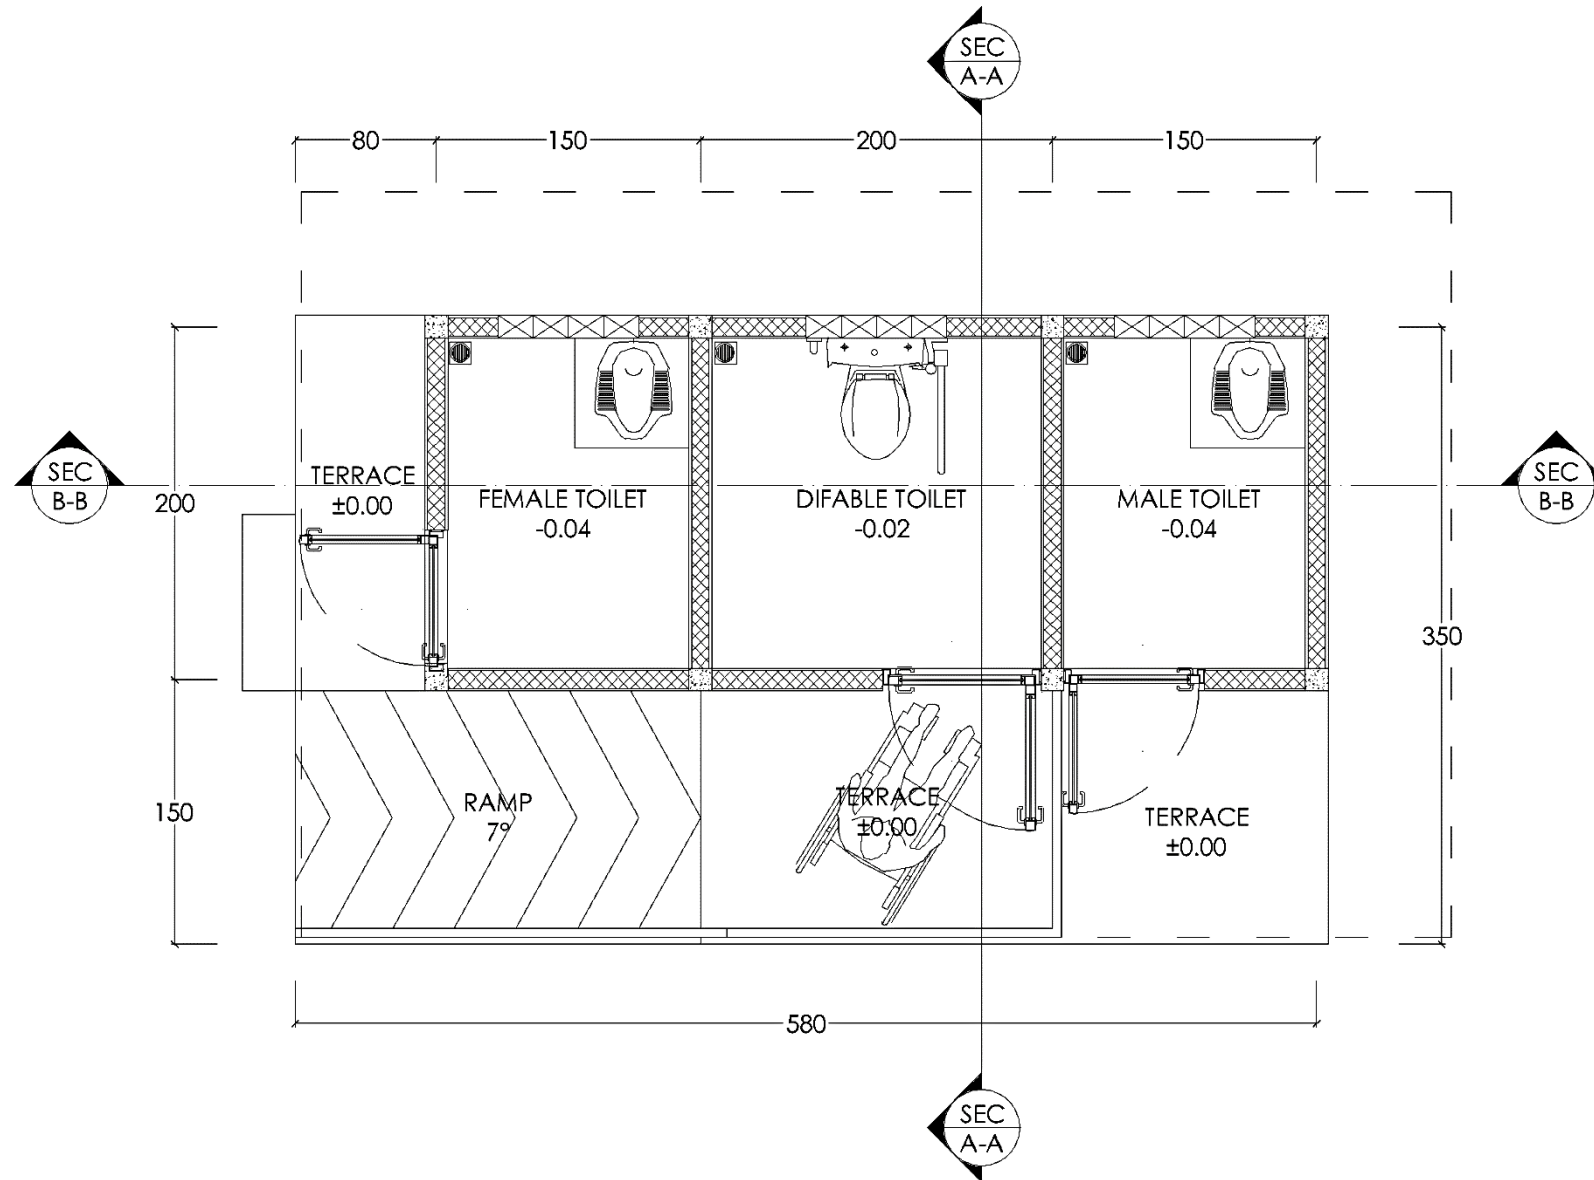 SEC
A-A
80
150
200
150
SEC
B-B
200
TERRACE
±0.00
FEMALE TOILET
-0.04
DIFABLE TOILET
-0.02
MALE TOILET
-0.04
SEC
B-B
350
150
RAMP
7°
TERRACE
±0.00
TERRACE
±0.00
580
SEC
A-A